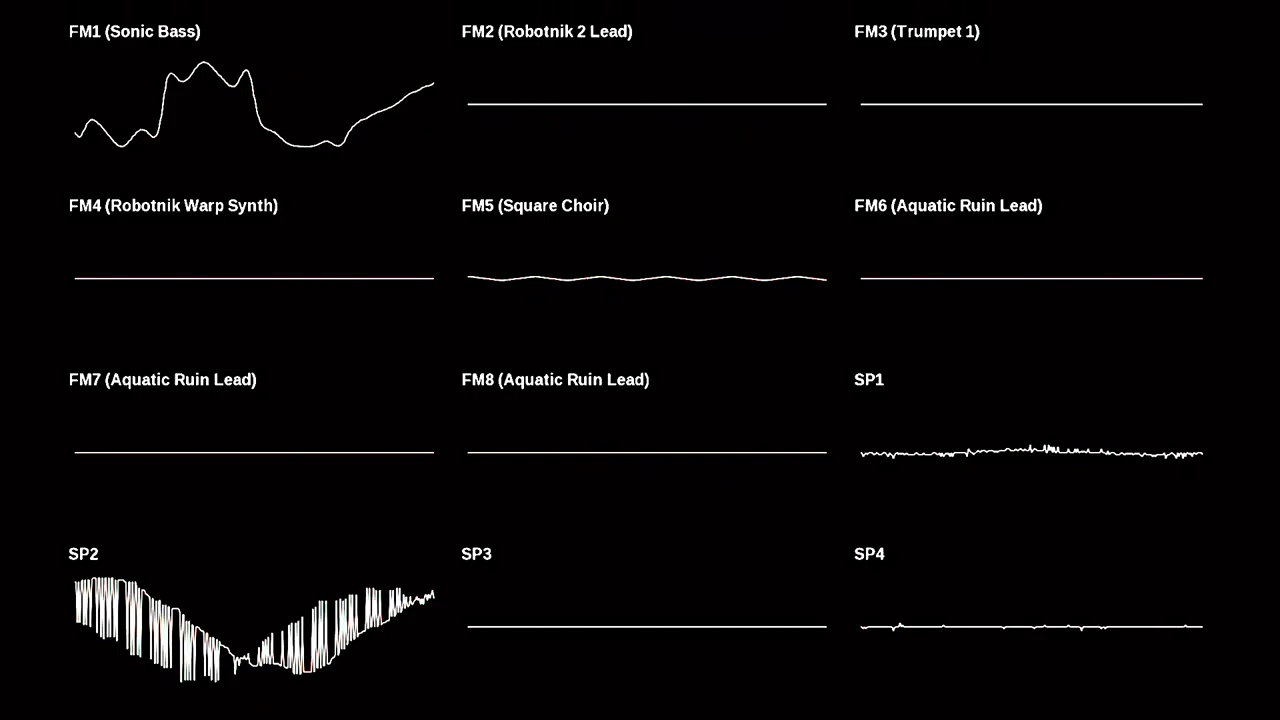 FM1 (Sonic Bass)
FM2 (Robotnik 2 Lead)
FM3 (Trumpet 1)
FM4 (Robotnik Warp Synth)
FM5 (Square Choir)
FM6 (Aquatic Ruin Lead)
FM7 (Aquatic Ruin Lead)
FM8 (Aquatic Ruin Lead)
SP1
SP2
SP3
SP4